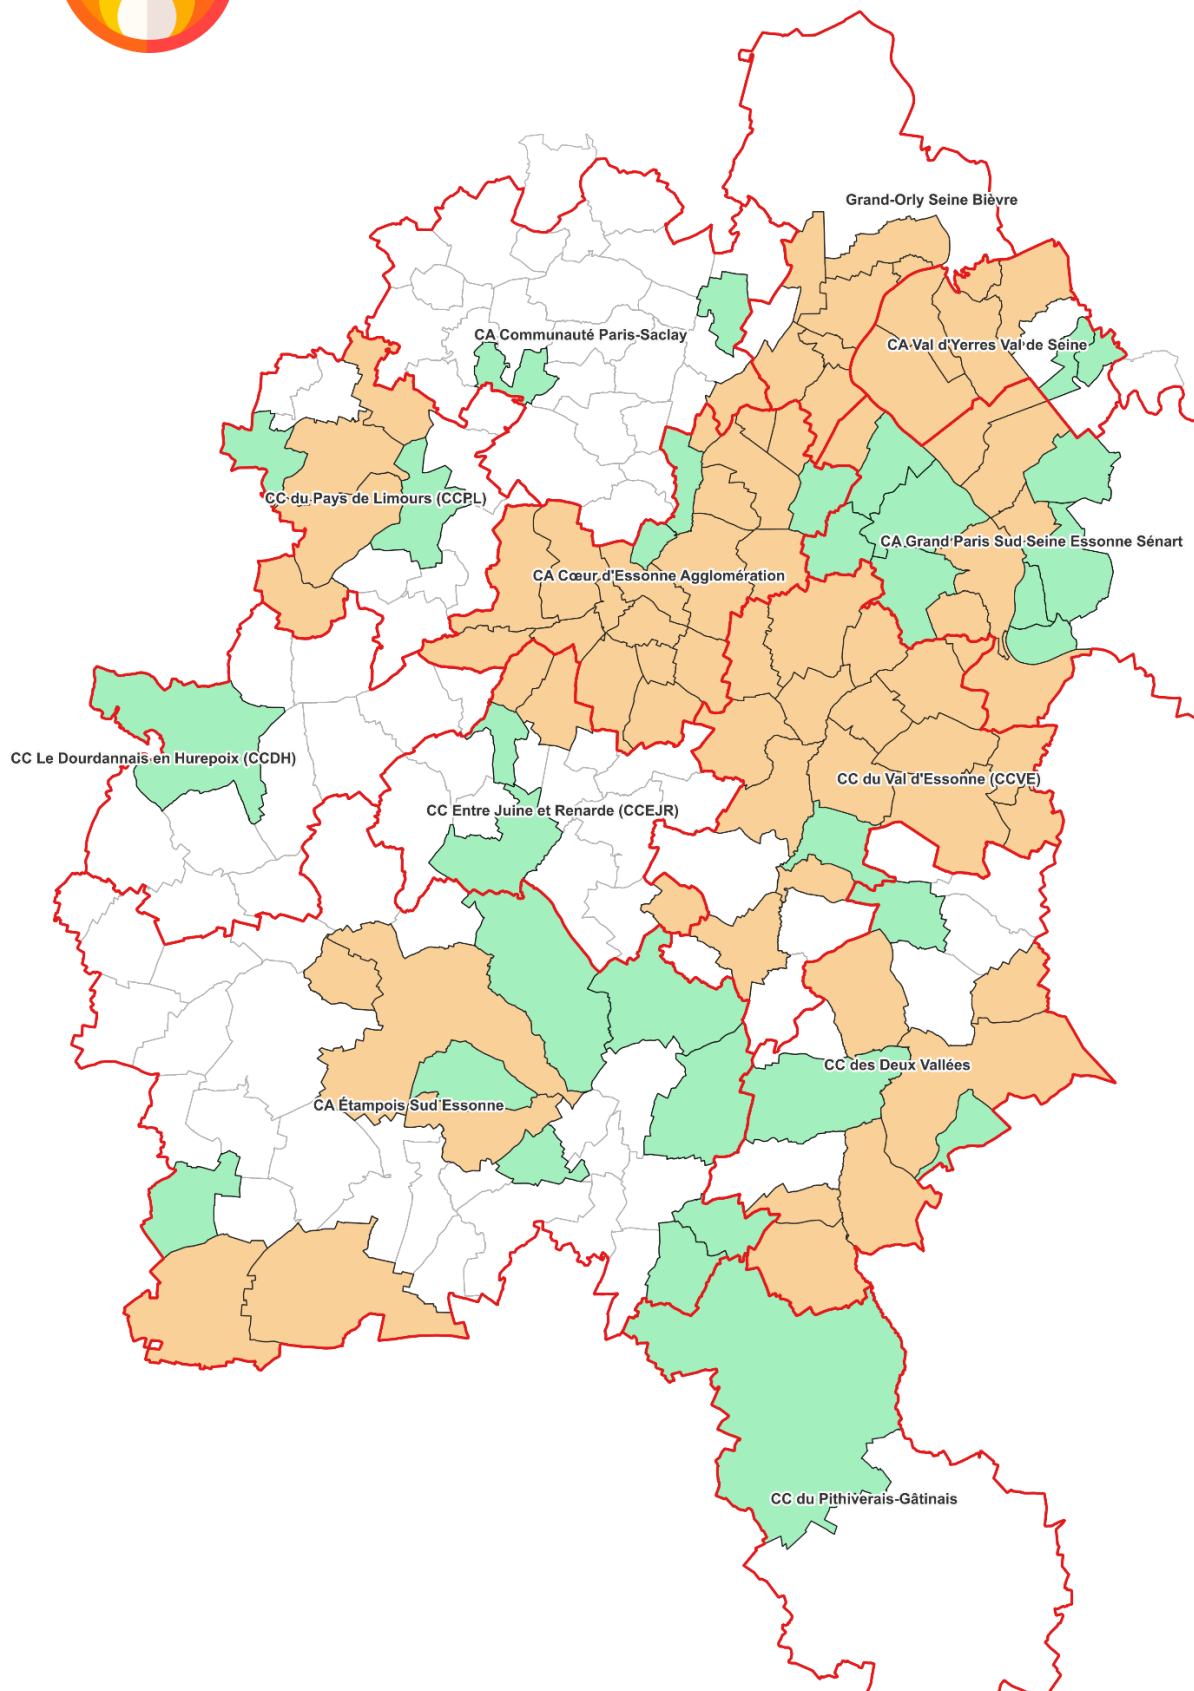 Grand-Orly Seine Bièvre
CA Communauté Paris-Saclay
CA Val d'Yerres Val de Seine
CC du Pays de Limours (CCPL)
CA Grand Paris Sud Seine Essonne Sénart
CA Cœur d'Essonne Agglomération
CC Le Dourdannais en Hurepoix (CCDH)
CC du Val d'Essonne (CCVE)
CC Entre Juine et Renarde (CCEJR)
CC des Deux Vallées
CA Étampois Sud Essonne
CC du Pithiverais-Gâtinais